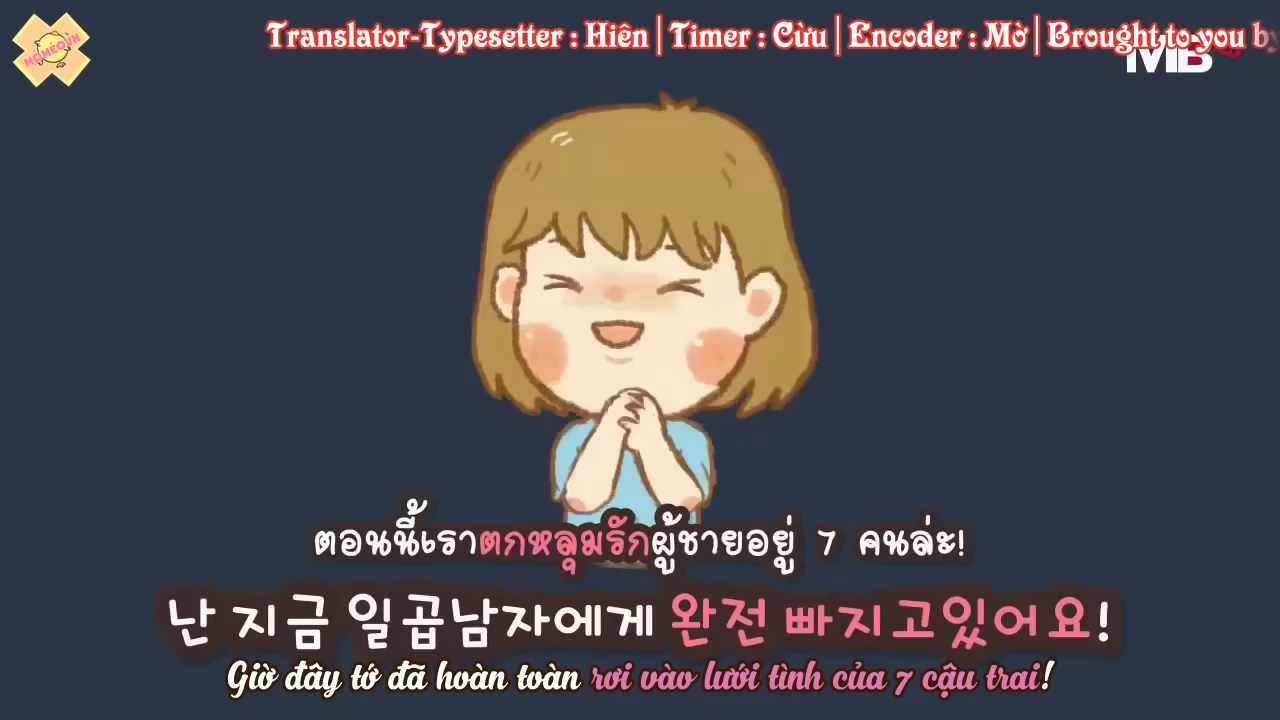 Translator-Typesetter : Hiên | Timer : Cừu | Encoder : Mờ | Brought to you by
MOMÉO.VN
ตอนนี้เราตกหลุมรักผู้ชายอยู่ 7 คนล่ะ!
난 지금 일곱남자에게 완전 빠지고있어요!
Giờ đây tớ đã hoàn toàn rơi vào lưới tình của 7 cậu trai!